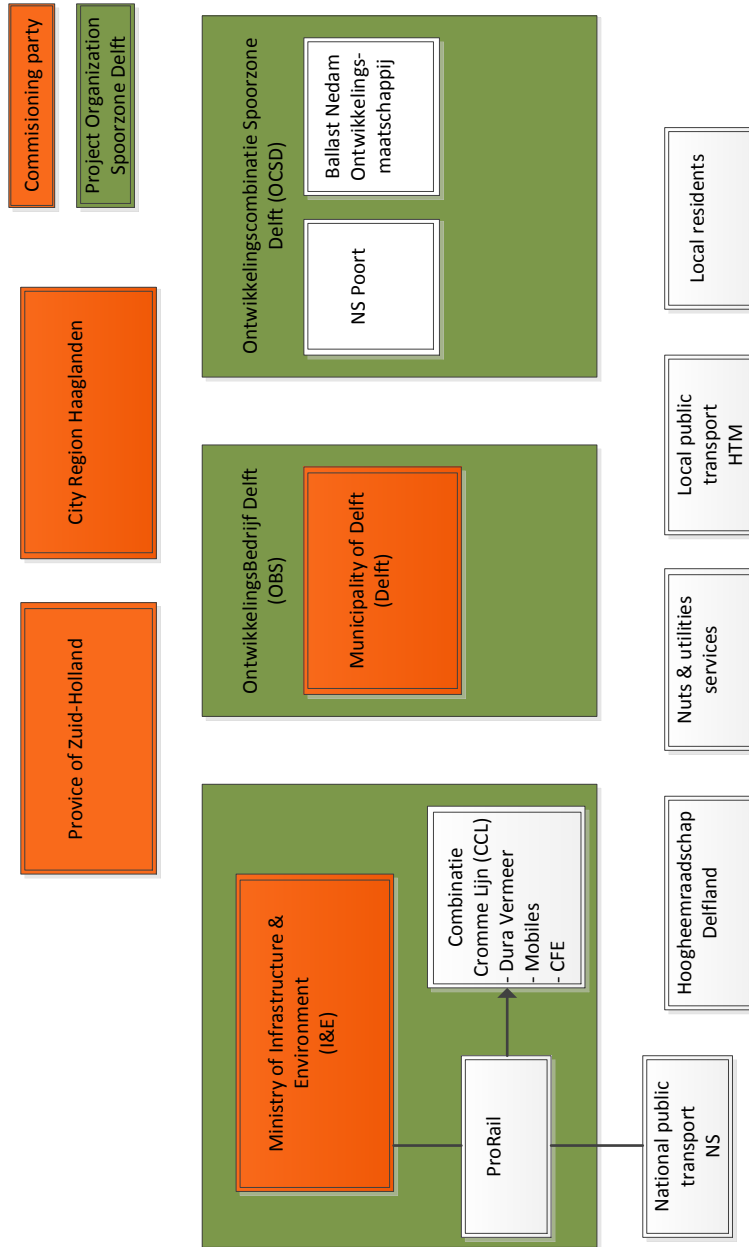 Commisioning party
Project Organization
Spoorzone Delft
Provice of Zuid-Holland
City Region Haaglanden
Ministry of Infrastructure &
Environment
(I&E)
ProRail
Combinatie
Cromme Lijn (CCL)
- Dura Vermeer
- Mobiles
- CFE
OntwikkelingsBedrijf Delft
(OBS)
Municipality of Delft
(Delft)
Ontwikkelingscombinatie Spoorzone
Delft (OCSD)
NS Poort
Ballast Nedam
Ontwikkelings-
maatschappij
National public
transport
NS
Hoogheemraadschap
Delfland
Nuts & utilities
services
Local public
transport
HTM
Local residents